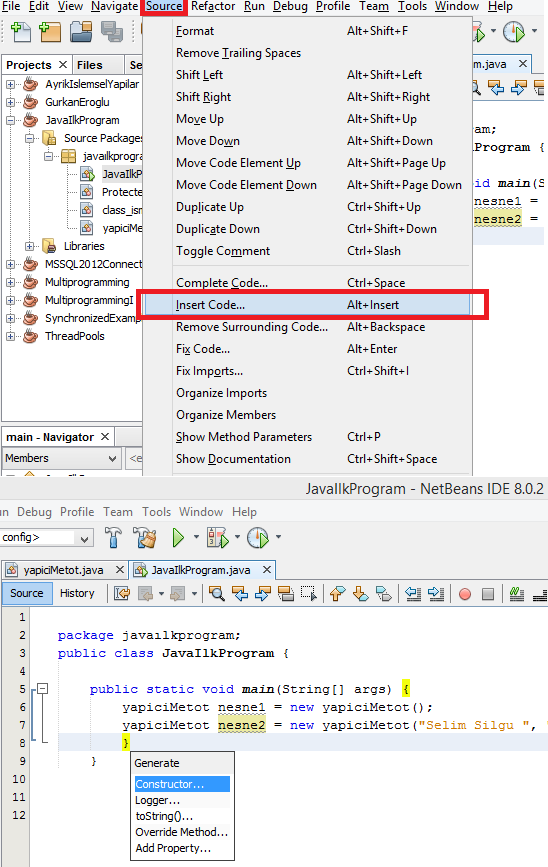 File Edit View Navigate Source Refactor Run Debug Profile Team Tools Window Help
Projects Files Se
m.java
AyrikIslemselYapilar
GurkanEroglu
JavaIlkProgram
Source Packages
javailkprogra
JavaIlkP
Protecte
class_ism
yapiciMe
Libraries
MSSQL2012Connect
Multiprogramming
MultiprogrammingI
SynchronizedExamp
ThreadPools
Format Alt+Shift+F
Remove Trailing Spaces
Shift Left Alt+Shift+Left
Shift Right Alt+Shift+Right
Move Up Alt+Shift+Up
Move Down Alt+Shift+Down
Move Code Element Up Alt+Shift+Page Up
Move Code Element Down Alt+Shift+Page Down
Duplicate Up Ctrl+Shift+Up
Duplicate Down Ctrl+Shift+Down
Toggle Comment Ctrl+Slash
Complete Code... Ctrl+Space
Insert Code... Alt+Insert
Remove Surrounding Code... Alt+Backspace
Fix Code... Alt+Enter
Fix Imports... Ctrl+Shift+I
Organize Imports
Organize Members
Show Method Parameters Ctrl+P
Show Documentation Ctrl+Shift+Space
am;
Program {
id main(S
nesne1 =
nesne2 =
main - Navigator
Members <e
JavaIlkProgram - NetBeans IDE 8.0.2
un Debug Profile Team Tools Window Help
config>
yapiciMetot.java JavaIlkProgram.java
Source History
1
2 package javailkprogram;
3 public class JavaIlkProgram {
4
5 public static void main(String[] args) {
6 yapiciMetot nesne1 = new yapiciMetot();
7 yapiciMetot nesne2 = new yapiciMetot("Selim Silgu ", "
8 }
9 }
10
11
12
Generate
Constructor...
Logger...
toString()...
Override Method...
Add Property...